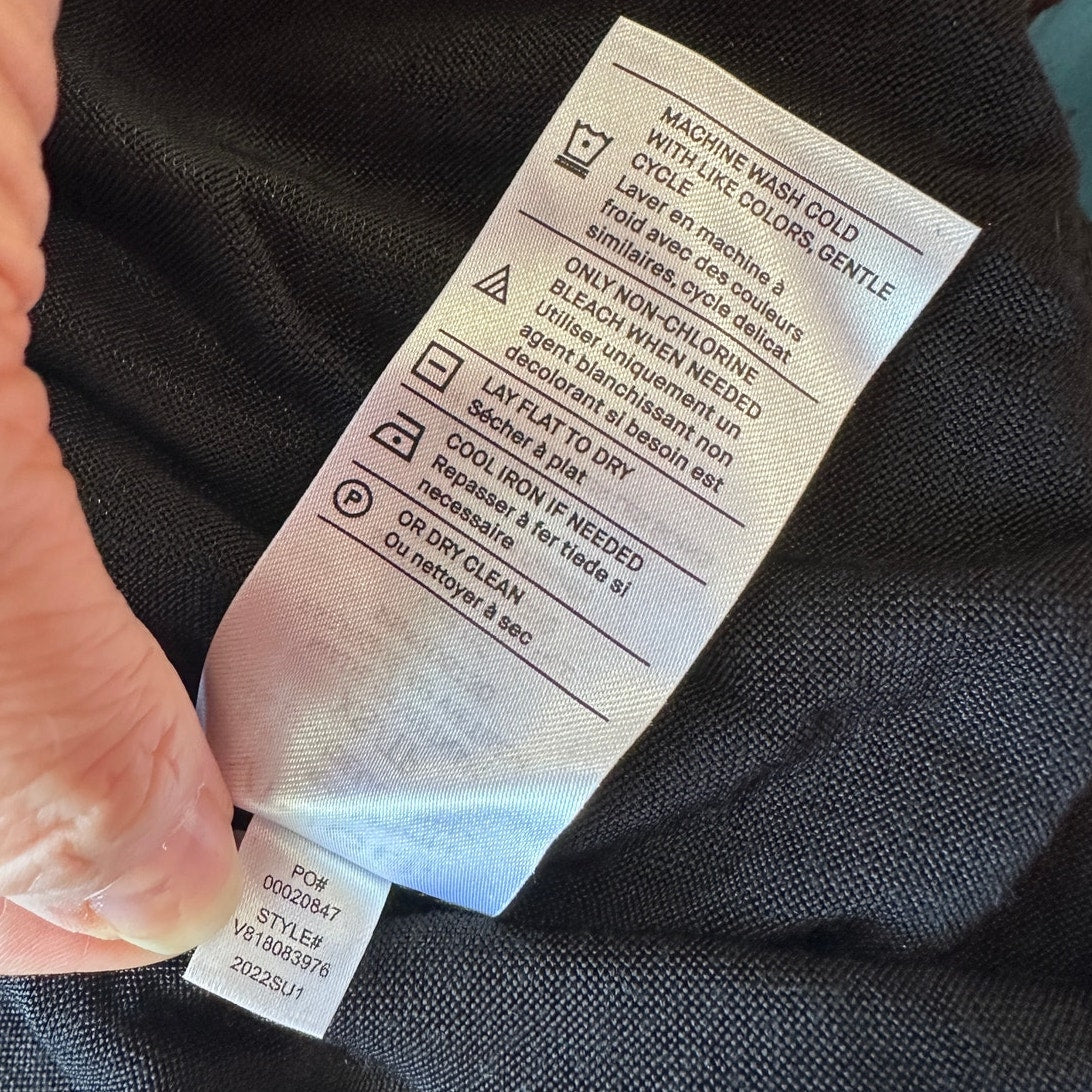 MACHINE WASH COLD
WITH LIKE COLORS, GENTLE
CYCLE
Laver en machine à
froid avec des couleurs
similaires, cycle delicat
ONLY NON-CHLORINE
BLEACH WHEN NEEDED
Utiliser uniquement un
agent blanchissant non
decolorant si besoin est
LAY FLAT TO DRY
Sécher à plat
COOL IRON IF NEEDED
Repasser à fer tiede si
necessaire
P
OR DRY CLEAN
Ou nettoyer à sec
PO#
00020847
STYLE#
V818083976
2022SU1